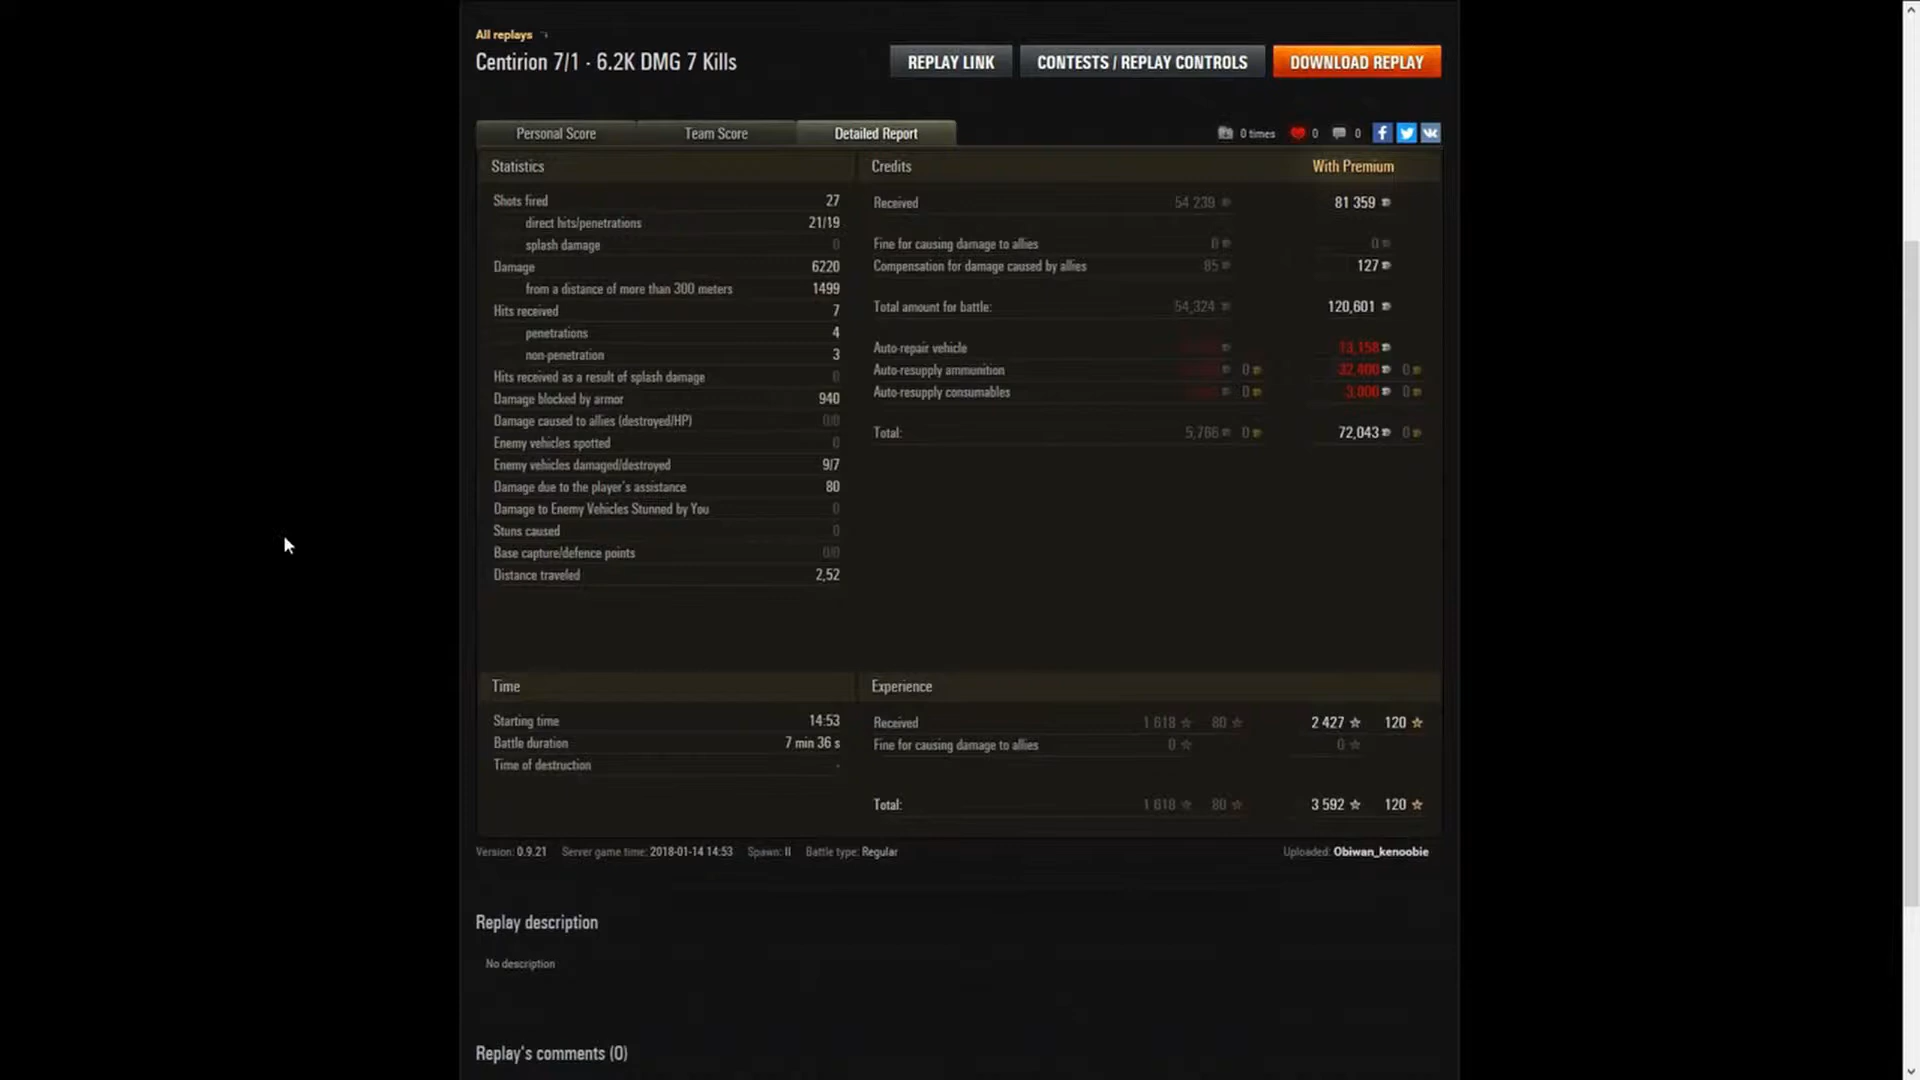 All replays
Centirion 7/1 - 6.2K DMG 7 Kills
REPLAY LINK
CONTESTS / REPLAY CONTROLS
DOWNLOAD REPLAY
Personal Score
Team Score
Detailed Report
0 times
0
0
Statistics
Shots fired 27
direct hits/penetrations 21/19
splash damage 0
Damage 6220
from a distance of more than 300 meters 1499
Hits received 7
penetrations 4
non-penetration 3
Hits received as a result of splash damage 0
Damage blocked by armor 940
Damage caused to allies (destroyed/HP) 0/0
Enemy vehicles spotted 0
Enemy vehicles damaged/destroyed 9/7
Damage due to the player's assistance 80
Damage to Enemy Vehicles Stunned by You 0
Stuns caused 0
Base capture/defence points 0/0
Distance traveled 2,52
Credits With Premium
Received 54 239 81 359
Fine for causing damage to allies 0 0
Compensation for damage caused by allies 85 127
Total amount for battle: 54,324 120,601
Auto-repair vehicle 13,158
Auto-resupply ammunition 0 -32,400 0
Auto-resupply consumables 0 -3,000 0
Total: 5,766 0 72,043 0
Time
Starting time 14:53
Battle duration 7 min 36 s
Time of destruction -
Experience
Received 1 618 80 2 427 120
Fine for causing damage to allies 0 0
Total: 1 618 80 3 592 120
Version: 0.9.21 Server game time: 2018-01-14 14:53 Spawn: II Battle type: Regular
Uploaded: Obiwan_kenoobie
Replay description
No description
Replay's comments (0)